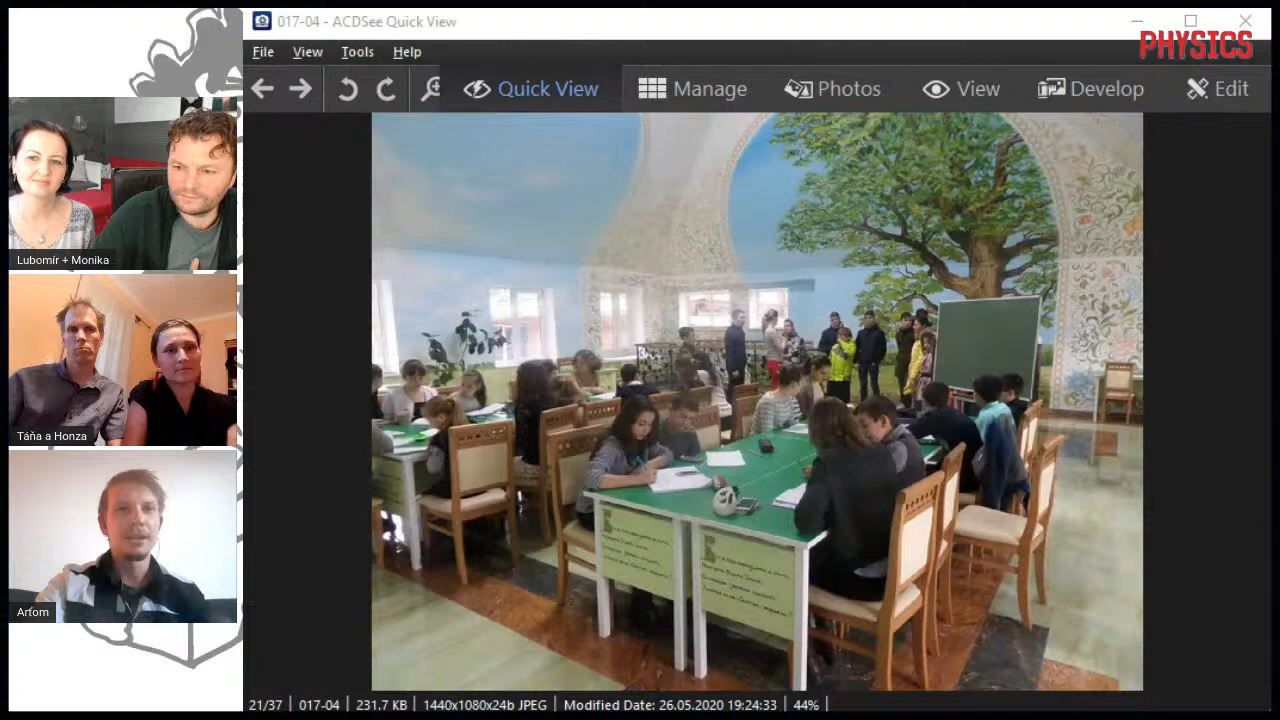 017-04 - ACDSee Quick View
PHYSICS
File View Tools Help
Quick View Manage Photos View Develop Edit
Lubomír + Monika
Táňa a Honza
Arťom
21/37 017-04 231.7 KB 1440x1080x24b JPEG Modified Date: 26.05.2020 19:24:33 44%